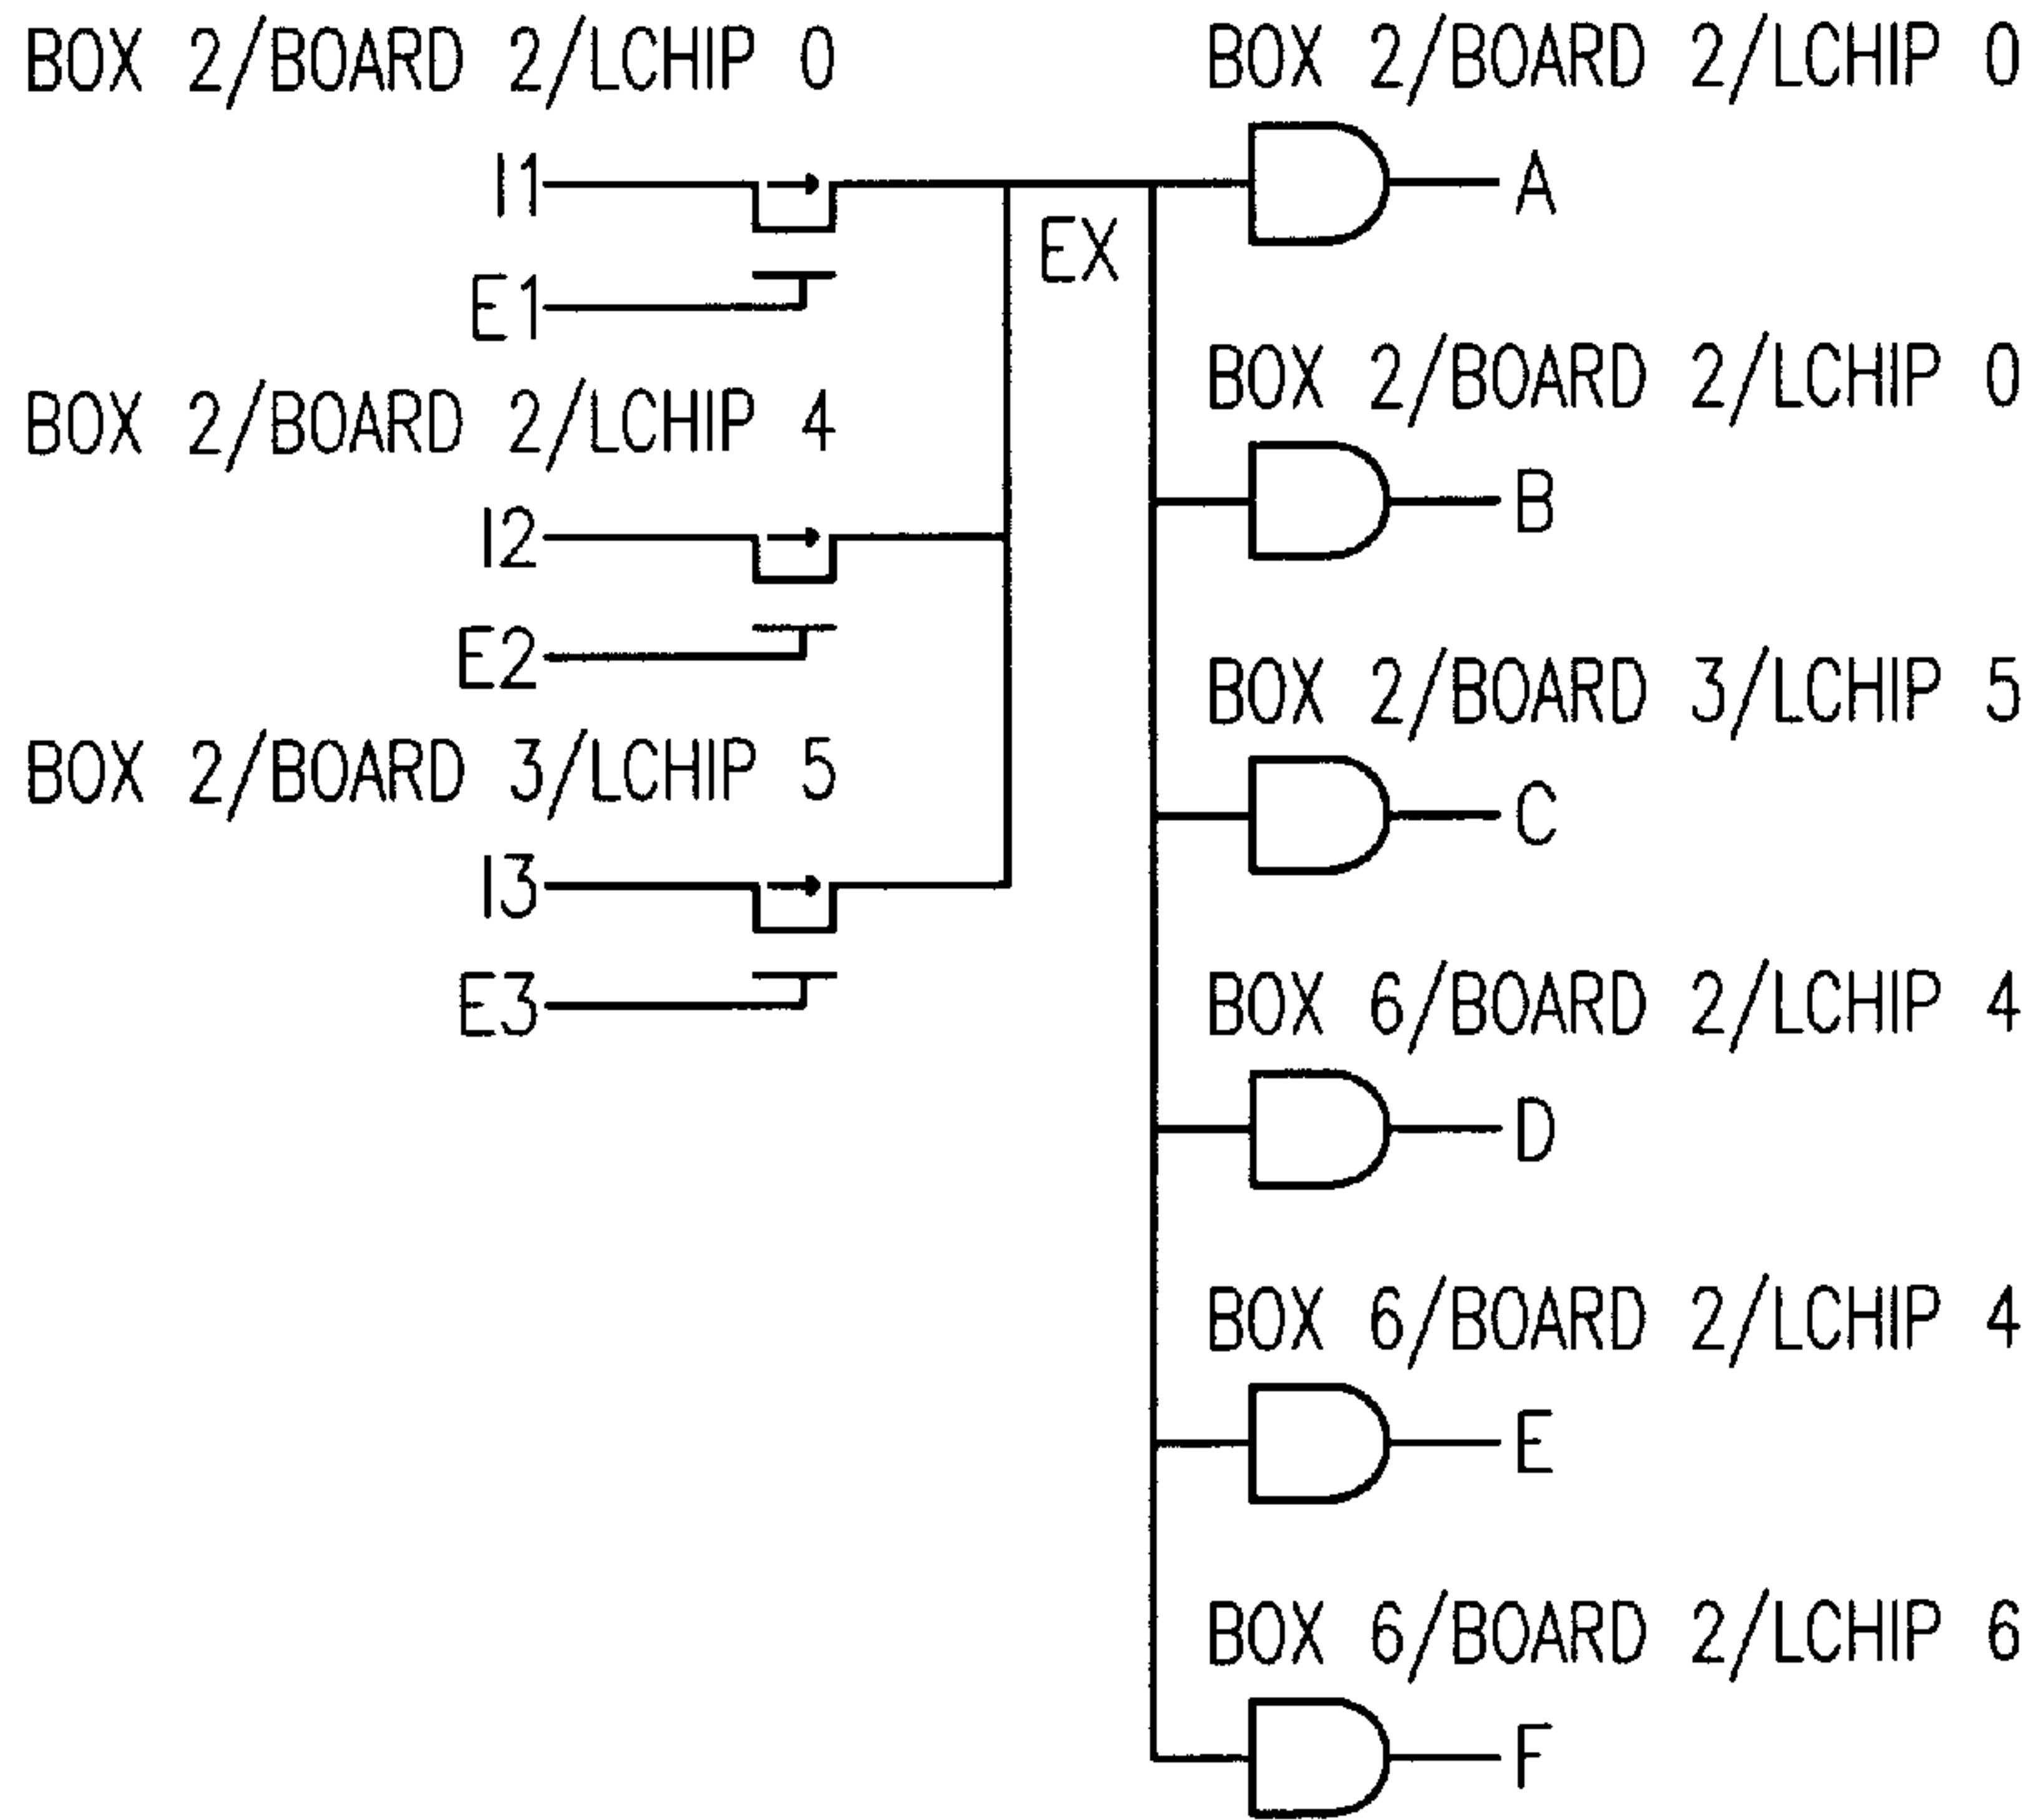 BOX 2/BOARD 2/LCHIP 0
I1
E1
BOX 2/BOARD 2/LCHIP 4
I2
E2
BOX 2/BOARD 3/LCHIP 5
I3
E3
EX
BOX 2/BOARD 2/LCHIP 0
A
BOX 2/BOARD 2/LCHIP 0
B
BOX 2/BOARD 3/LCHIP 5
C
BOX 6/BOARD 2/LCHIP 4
D
BOX 6/BOARD 2/LCHIP 4
E
BOX 6/BOARD 2/LCHIP 6
F